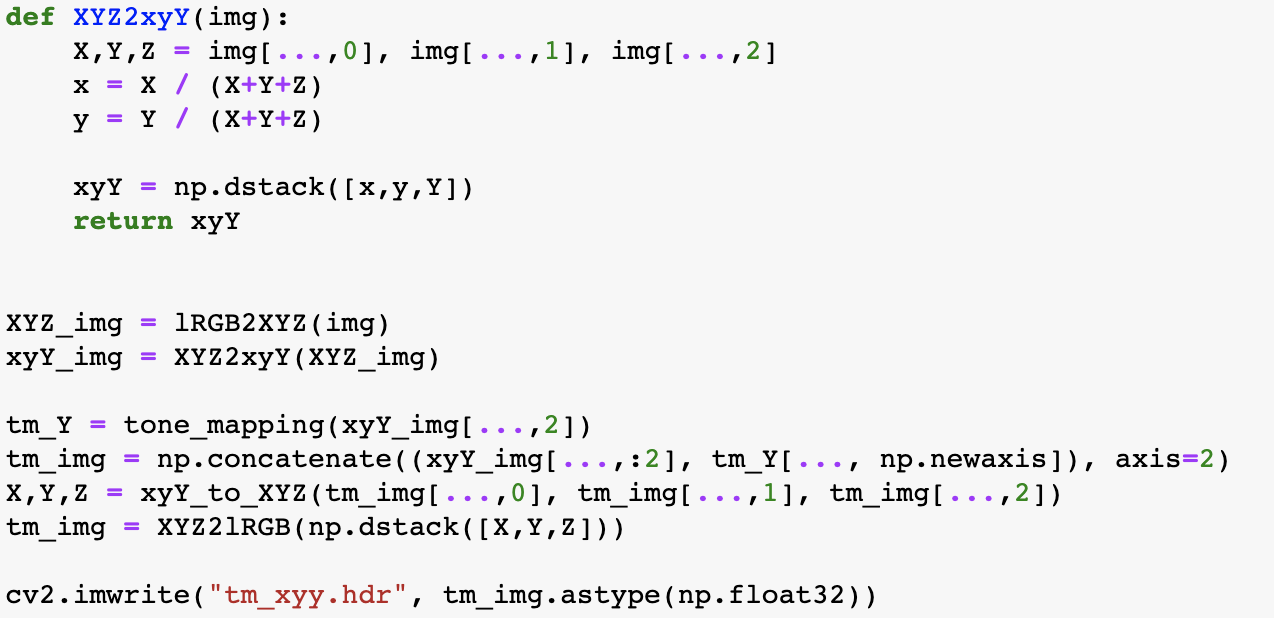 def XYZ2xyY(img):
    X,Y,Z = img[...,0], img[...,1], img[...,2]
    x = X / (X+Y+Z)
    y = Y / (X+Y+Z)
    xyY = np.dstack([x,y,Y])
    return xyY
XYZ_img = lRGB2XYZ(img)
xyY_img = XYZ2xyY(XYZ_img)
tm_Y = tone_mapping(xyY_img[...,2])
tm_img = np.concatenate((xyY_img[...,:2], tm_Y[..., np.newaxis]), axis=2)
X,Y,Z = xyY_to_XYZ(tm_img[...,0], tm_img[...,1], tm_img[...,2])
tm_img = XYZ2lRGB(np.dstack([X,Y,Z]))
cv2.imwrite("tm_xyy.hdr", tm_img.astype(np.float32))